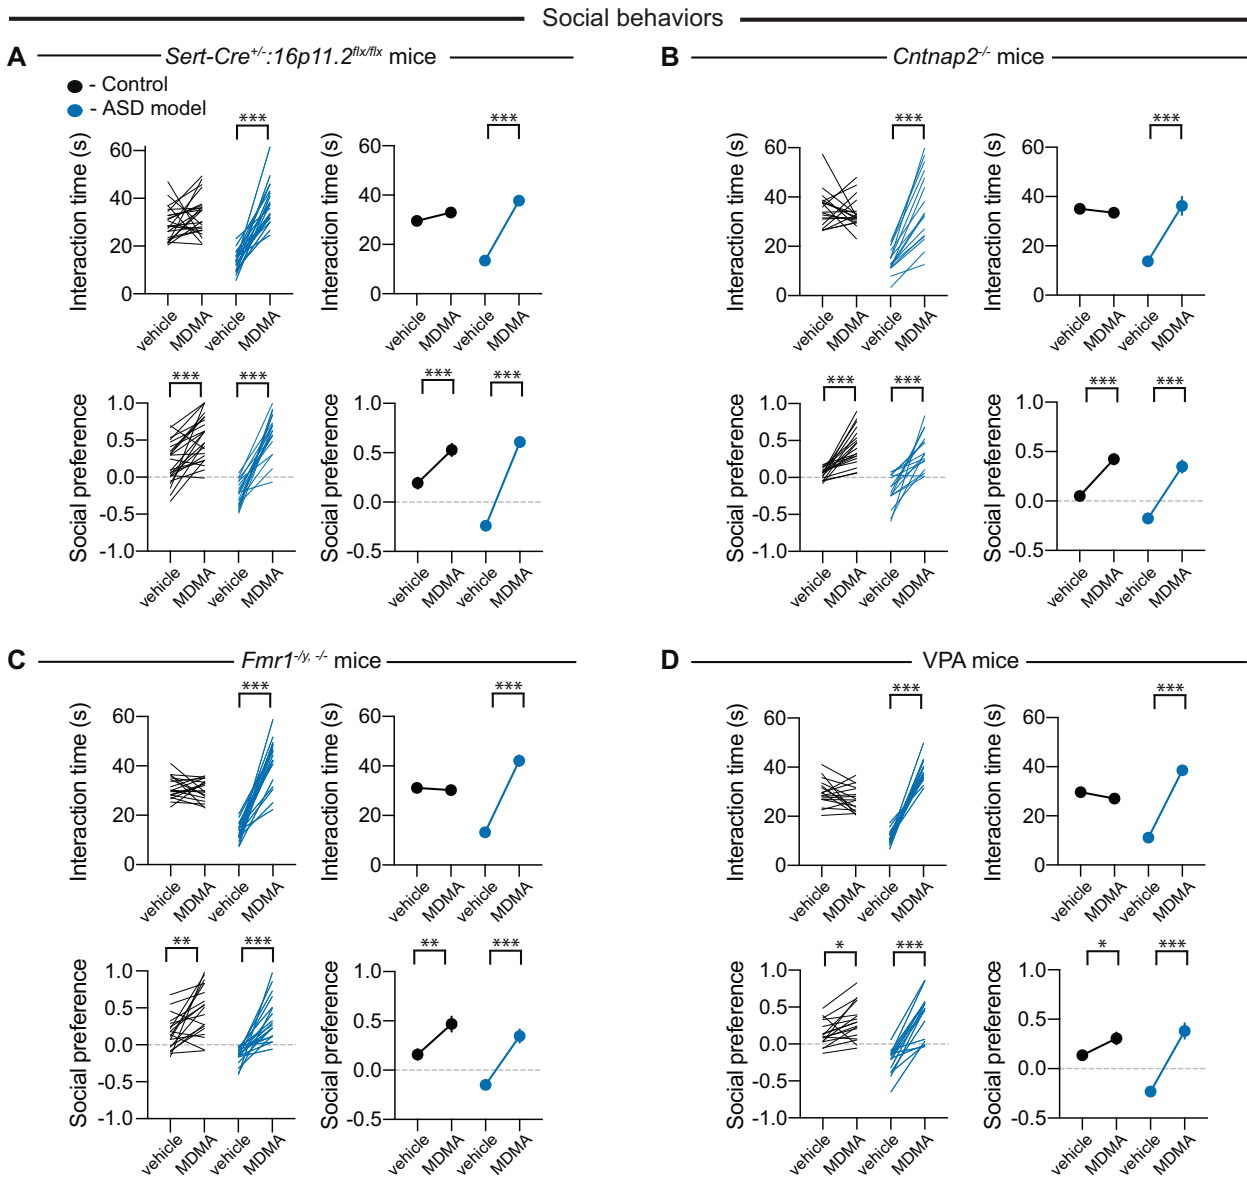 Social behaviors
A Sert-Cre+/-:16p11.2flx/flx mice
- Control
- ASD model
***
Interaction time (s)
60
40
20
0
vehicle
MDMA
vehicle
MDMA
***
Interaction time (s)
60
40
20
0
vehicle
MDMA
vehicle
MDMA
*** ***
Social preference
1.0
0.5
0.0
-0.5
-1.0
vehicle
MDMA
vehicle
MDMA
*** ***
Social preference
1.0
0.5
0.0
-0.5
vehicle
MDMA
vehicle
MDMA
B Cntnap2-/- mice
***
Interaction time (s)
60
40
20
0
vehicle
MDMA
vehicle
MDMA
***
Interaction time (s)
60
40
20
0
vehicle
MDMA
vehicle
MDMA
*** ***
Social preference
1.0
0.5
0.0
-0.5
-1.0
vehicle
MDMA
vehicle
MDMA
*** ***
Social preference
1.0
0.5
0.0
-0.5
vehicle
MDMA
vehicle
MDMA
C Fmr1-/y, -/- mice
***
Interaction time (s)
60
40
20
0
vehicle
MDMA
vehicle
MDMA
***
Interaction time (s)
60
40
20
0
vehicle
MDMA
vehicle
MDMA
** ***
Social preference
1.0
0.5
0.0
-0.5
-1.0
vehicle
MDMA
vehicle
MDMA
** ***
Social preference
1.0
0.5
0.0
-0.5
vehicle
MDMA
vehicle
MDMA
D VPA mice
***
Interaction time (s)
60
40
20
0
vehicle
MDMA
vehicle
MDMA
***
Interaction time (s)
60
40
20
0
vehicle
MDMA
vehicle
MDMA
* ***
Social preference
1.0
0.5
0.0
-0.5
-1.0
vehicle
MDMA
vehicle
MDMA
* ***
Social preference
1.0
0.5
0.0
-0.5
vehicle
MDMA
vehicle
MDMA